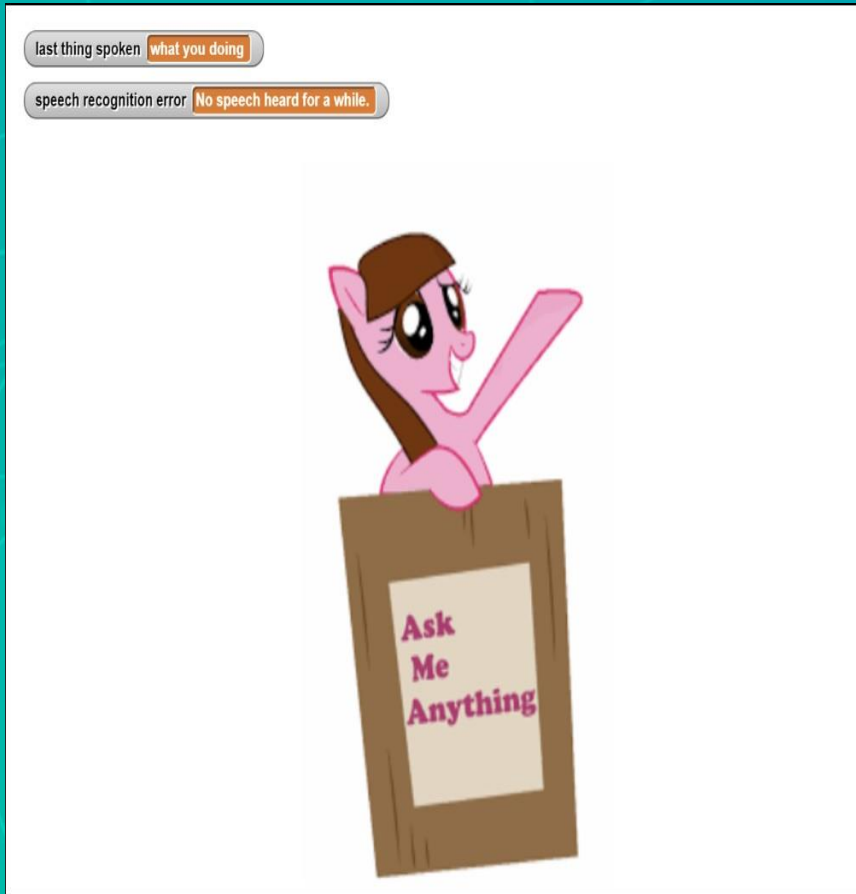 last thing spoken what you doing
speech recognition error No speech heard for a while.
Ask
Me
Anything